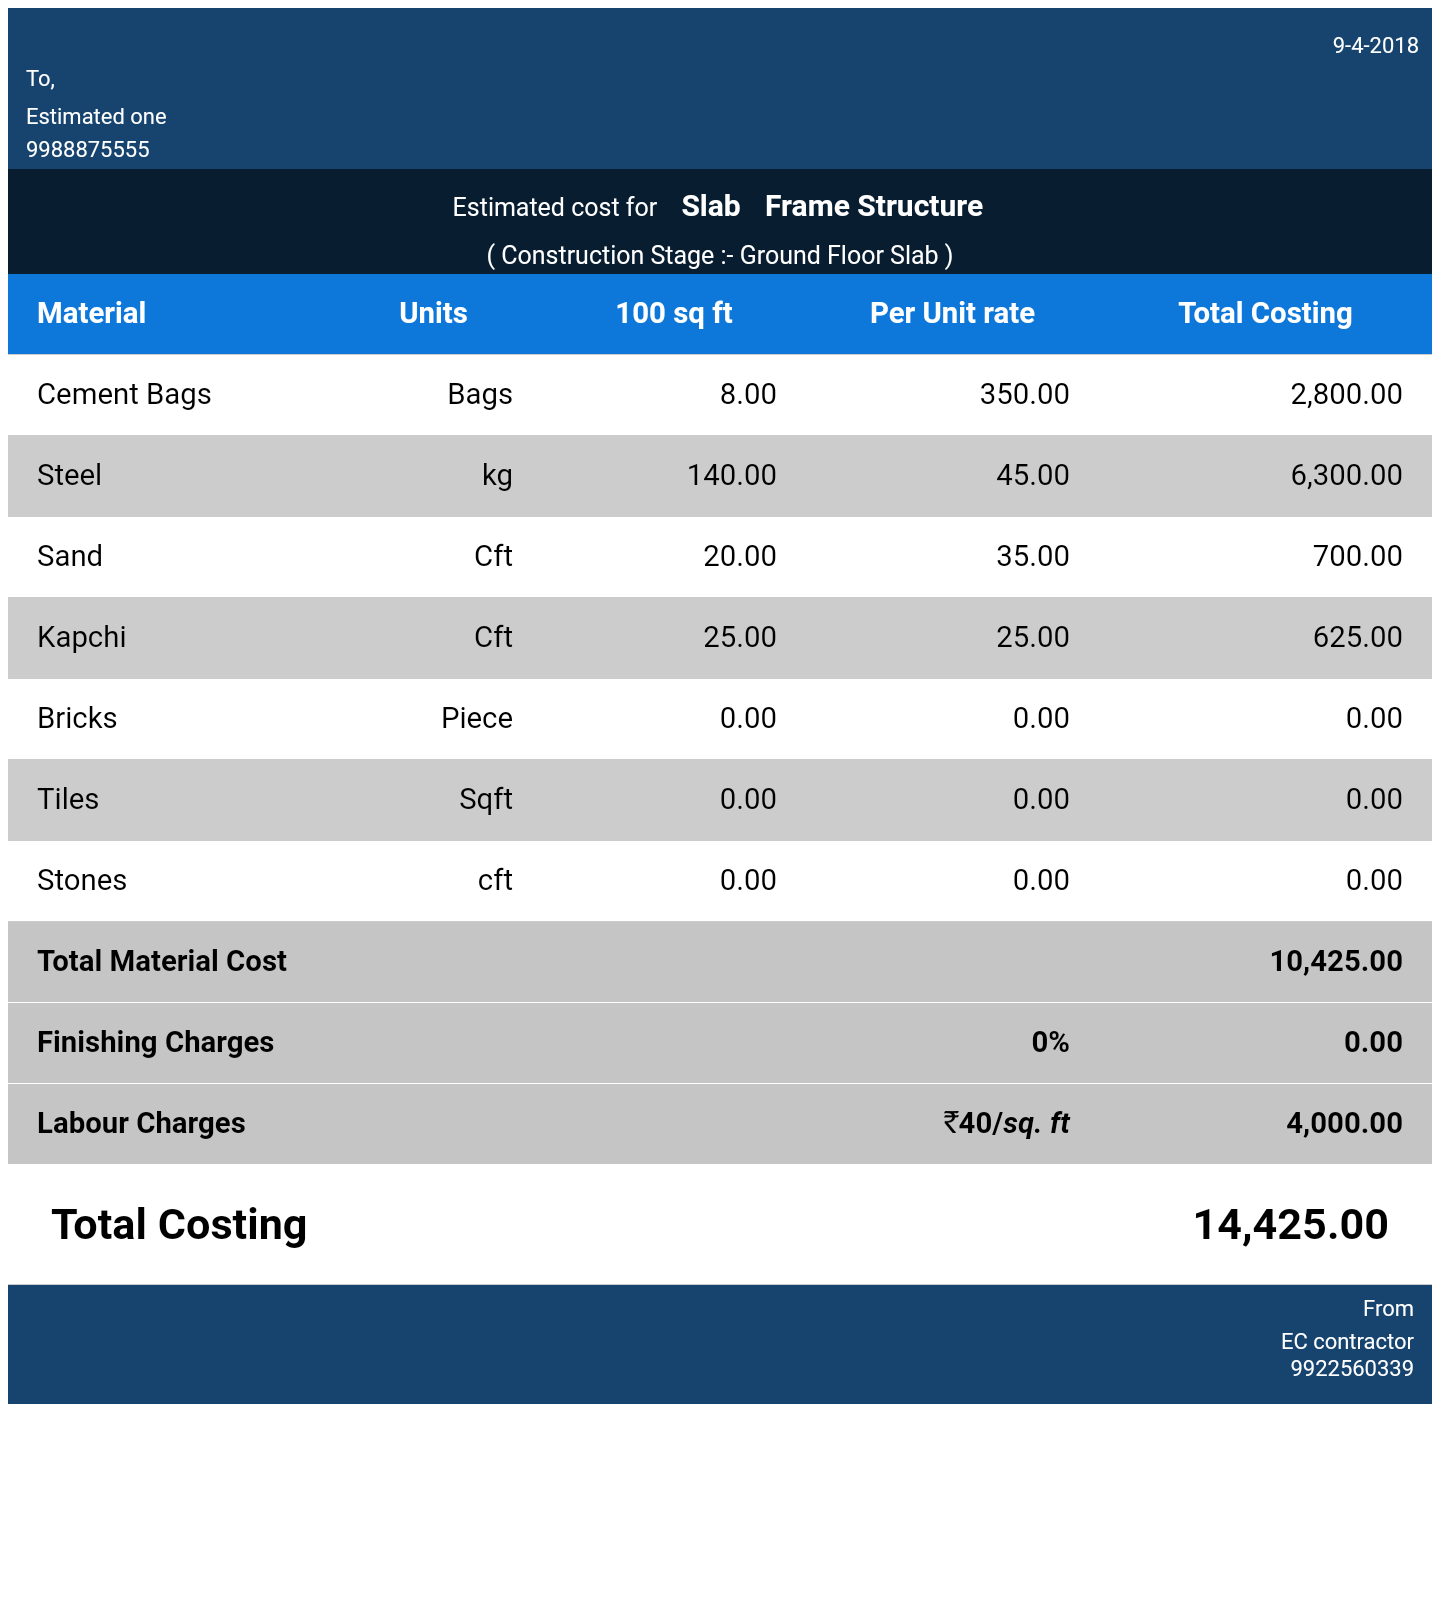 9-4-2018
To,
Estimated one
9988875555
Estimated cost for Slab Frame Structure
( Construction Stage :- Ground Floor Slab )
Material Units 100 sq ft Per Unit rate Total Costing
Cement Bags Bags 8.00 350.00 2,800.00
Steel kg 140.00 45.00 6,300.00
Sand Cft 20.00 35.00 700.00
Kapchi Cft 25.00 25.00 625.00
Bricks Piece 0.00 0.00 0.00
Tiles Sqft 0.00 0.00 0.00
Stones cft 0.00 0.00 0.00
Total Material Cost 10,425.00
Finishing Charges 0% 0.00
Labour Charges ₹40/sq. ft 4,000.00
Total Costing 14,425.00
From
EC contractor
9922560339